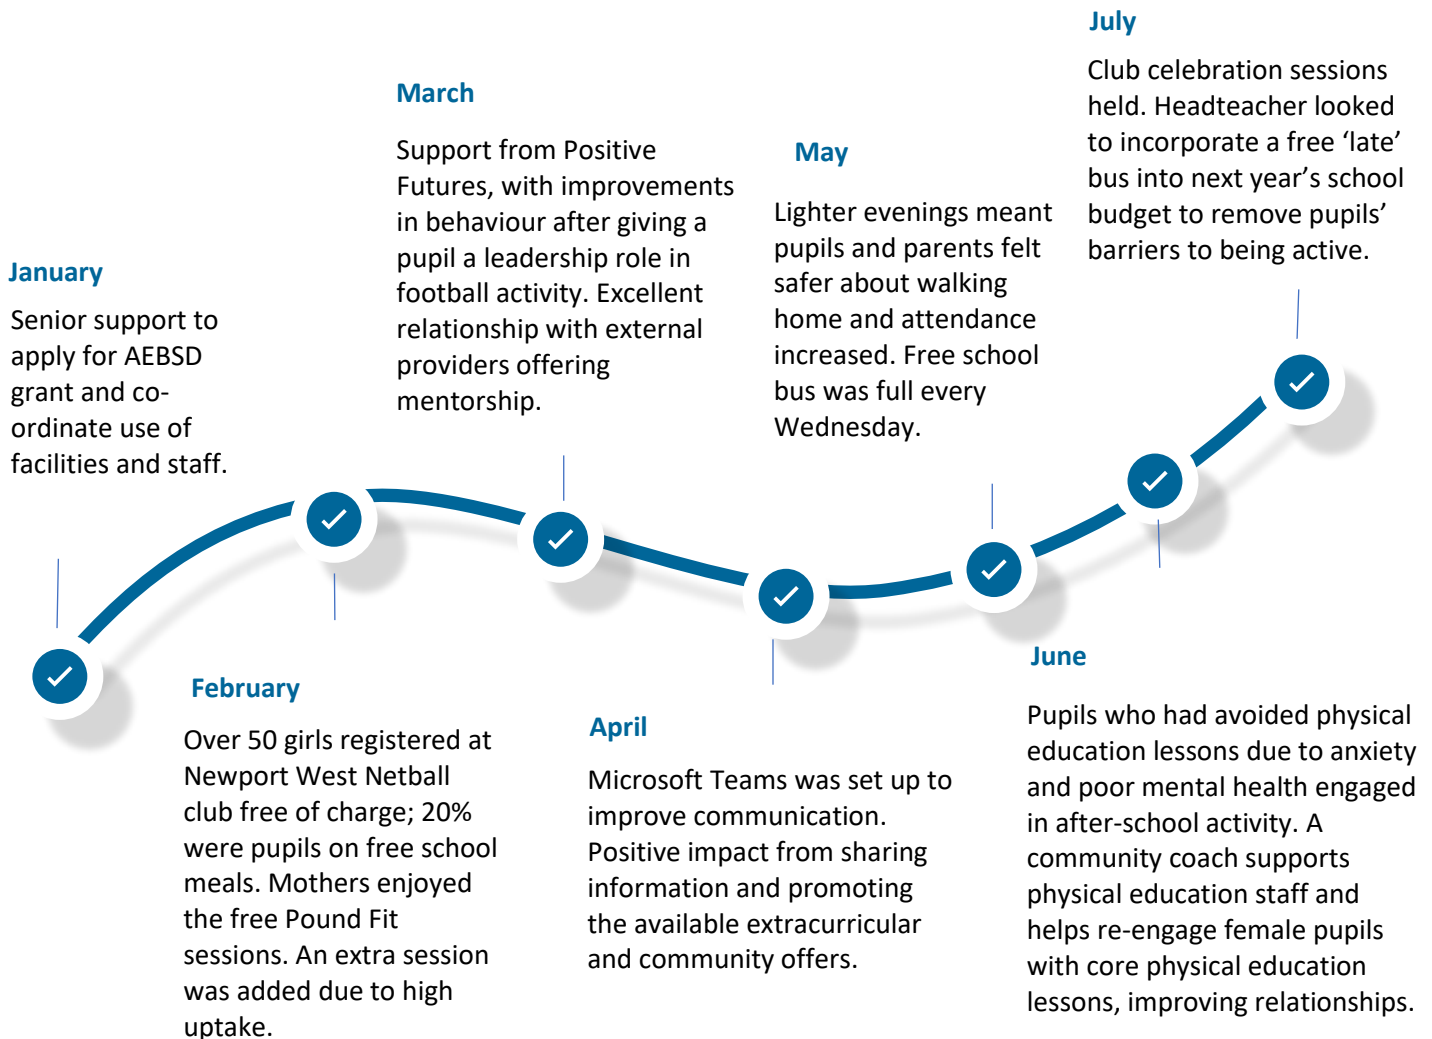 January
Senior support to
apply for AEBSD
grant and co-
ordinate use of
facilities and staff.
February
Over 50 girls registered at
Newport West Netball
club free of charge; 20%
were pupils on free school
meals. Mothers enjoyed
the free Pound Fit
sessions. An extra session
was added due to high
uptake.
March
Support from Positive
Futures, with improvements
in behaviour after giving a
pupil a leadership role in
football activity. Excellent
relationship with external
providers offering
mentorship.
April
Microsoft Teams was set up to
improve communication.
Positive impact from sharing
information and promoting
the available extracurricular
and community offers.
May
Lighter evenings meant
pupils and parents felt
safer about walking
home and attendance
increased. Free school
bus was full every
Wednesday.
June
Pupils who had avoided physical
education lessons due to anxiety
and poor mental health engaged
in after-school activity. A
community coach supports
physical education staff and
helps re-engage female pupils
with core physical education
lessons, improving relationships.
July
Club celebration sessions
held. Headteacher looked
to incorporate a free ‘late’
bus into next year’s school
budget to remove pupils’
barriers to being active.